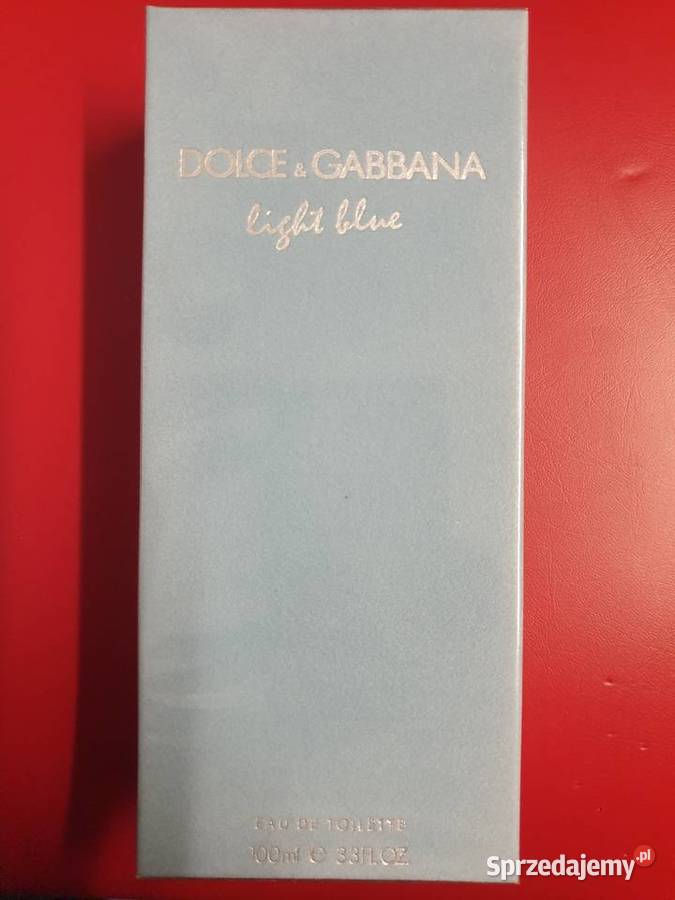 DOLCE & GABBANA
light blue
EAU DE TOILETTE
100ml ℮ 3.3FL.OZ.
Sprzedajemy.pl